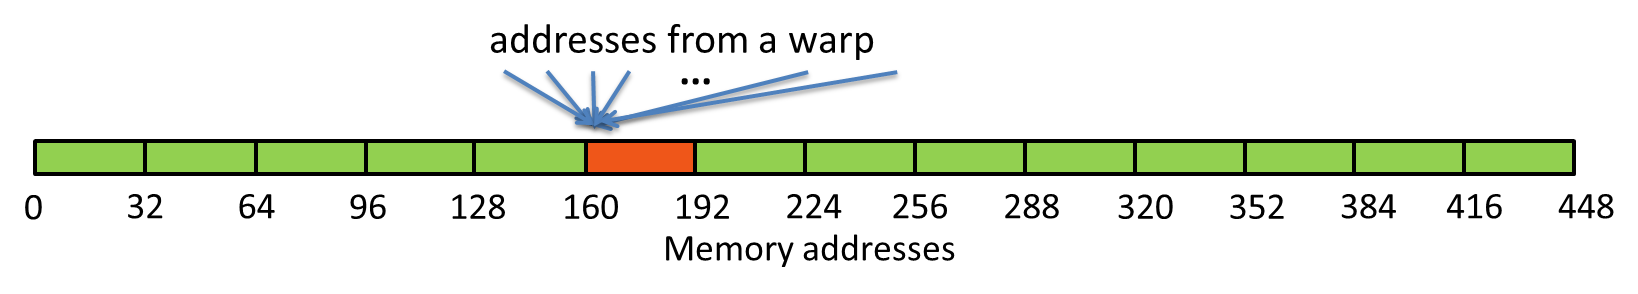 addresses from a warp
...
0 32 64 96 128 160 192 224 256 288 320 352 384 416 448
Memory addresses